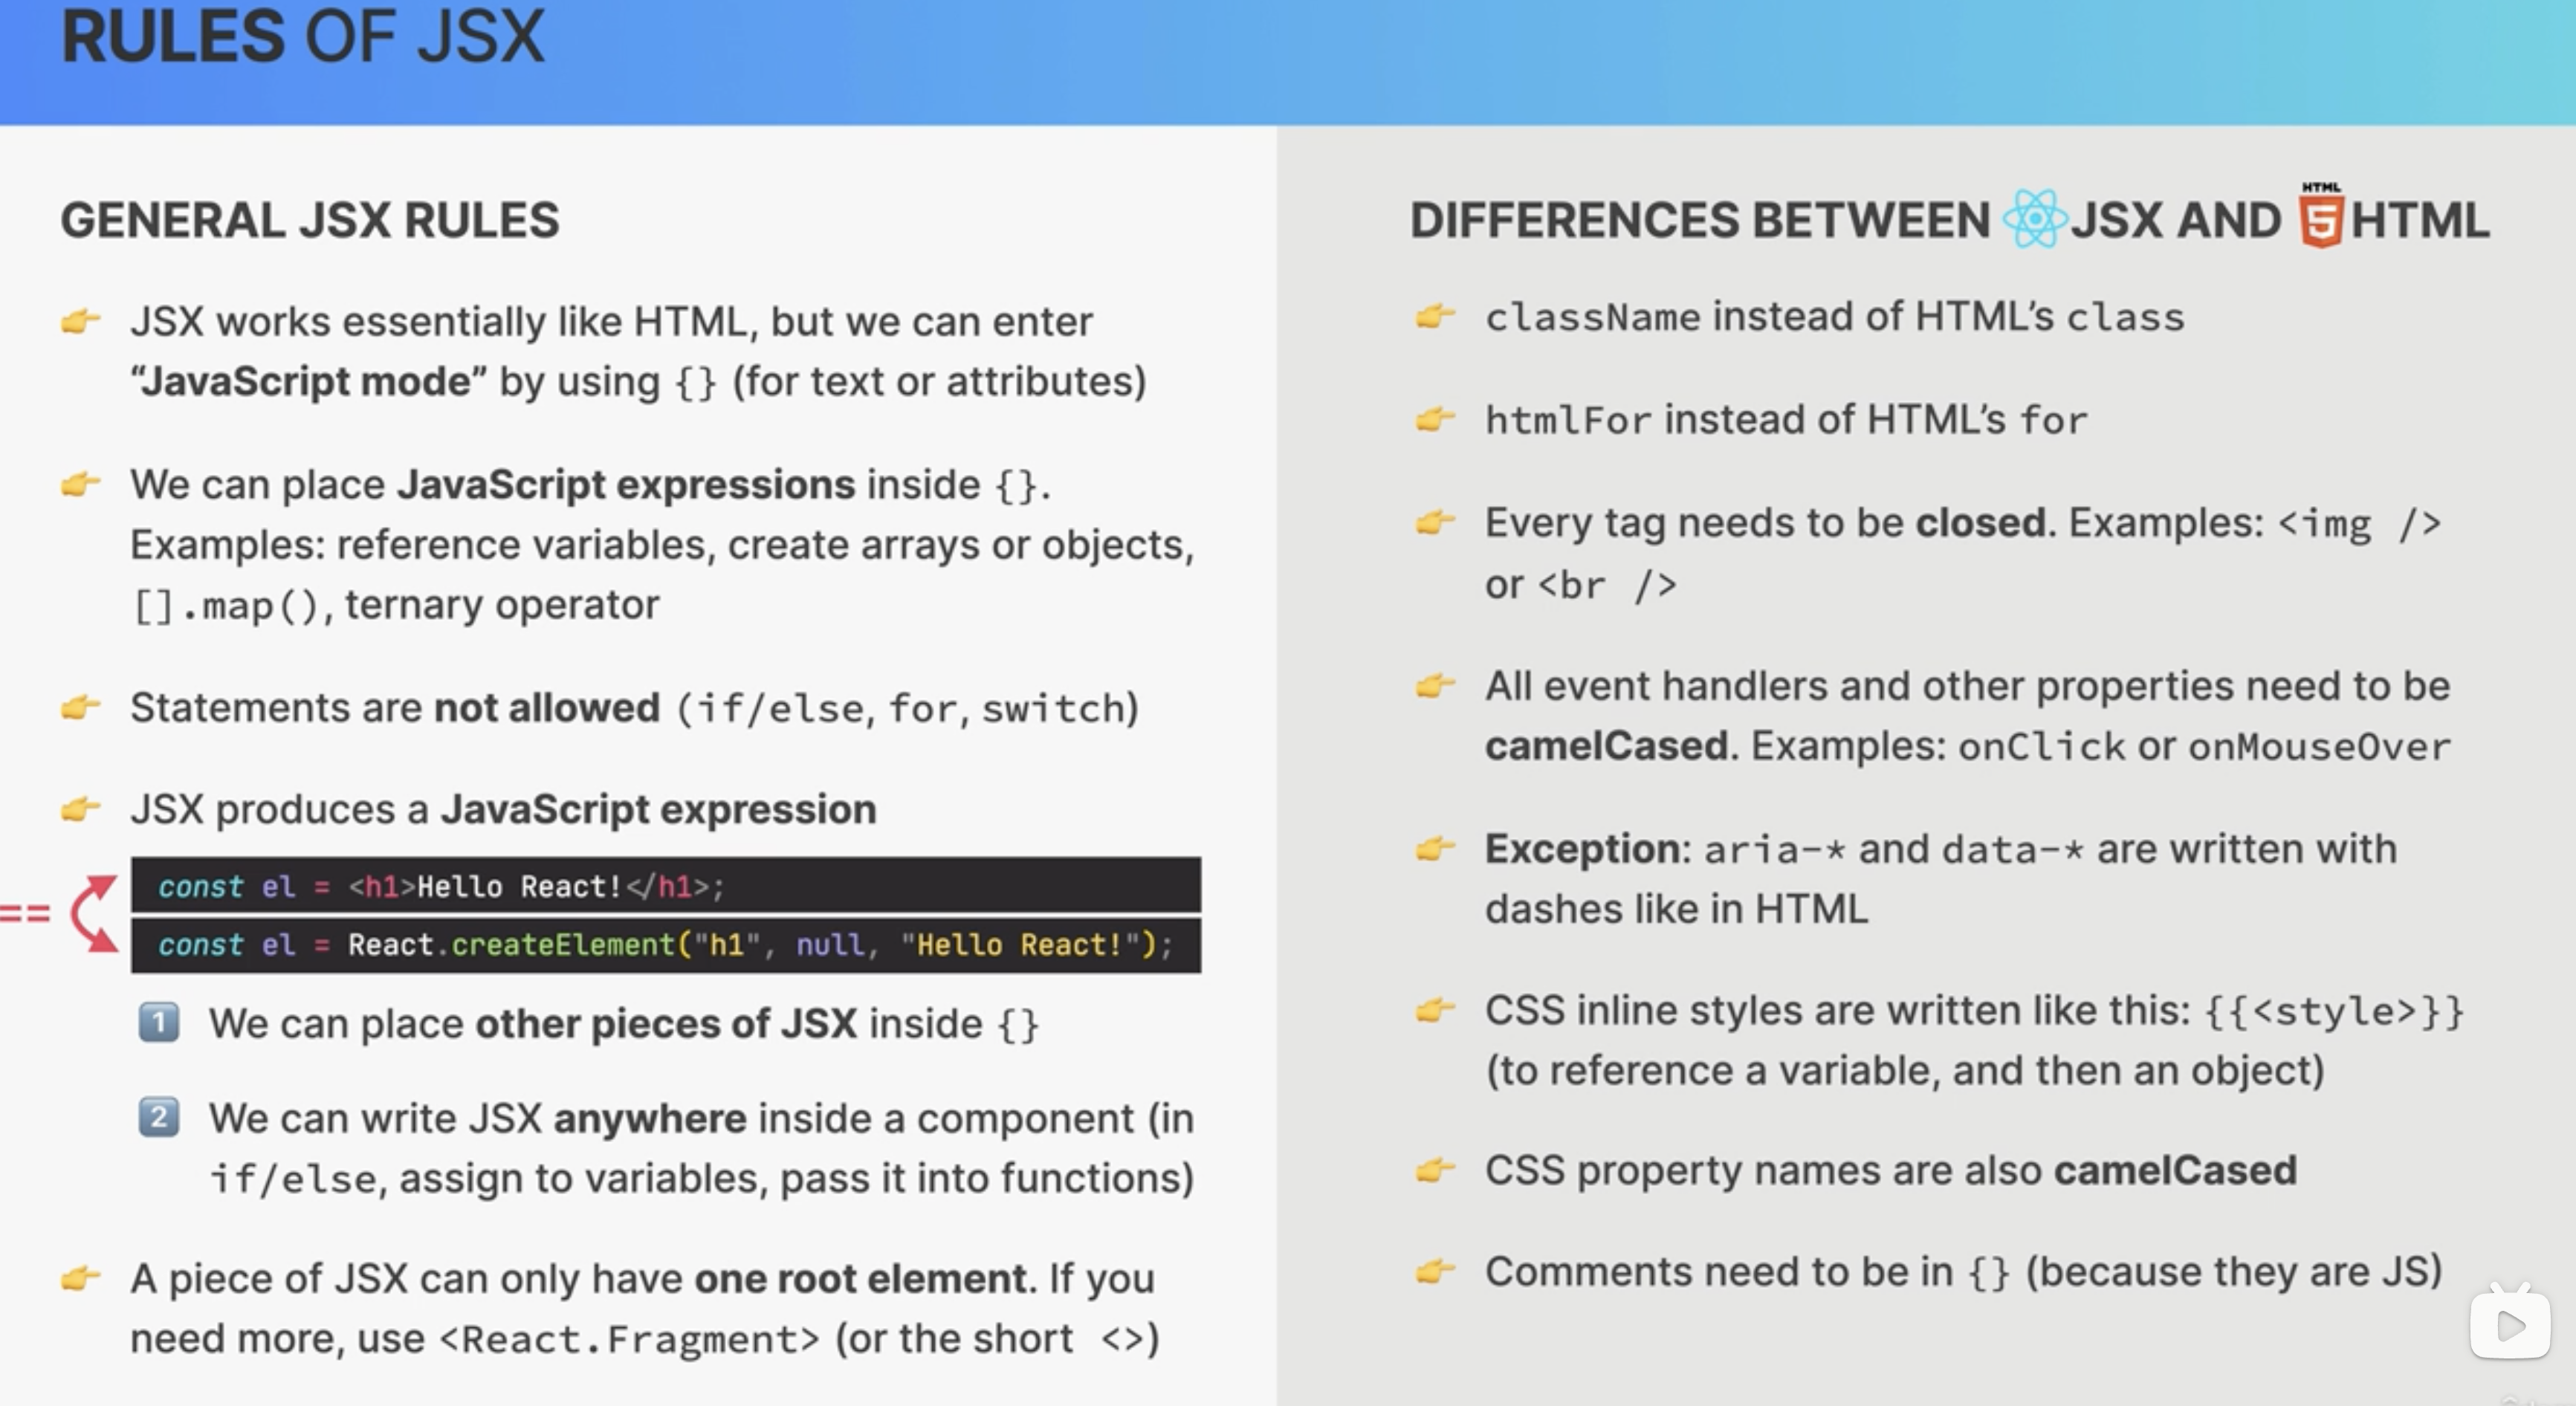 RULES OF JSX
GENERAL JSX RULES
JSX works essentially like HTML, but we can enter
“JavaScript mode” by using {} (for text or attributes)
We can place JavaScript expressions inside {}.
Examples: reference variables, create arrays or objects,
[].map(), ternary operator
Statements are not allowed (if/else, for, switch)
JSX produces a JavaScript expression
==
const el = <h1>Hello React!</h1>;
const el = React.createElement("h1", null, "Hello React!");
1 We can place other pieces of JSX inside {}
2 We can write JSX anywhere inside a component (in
if/else, assign to variables, pass it into functions)
A piece of JSX can only have one root element. If you
need more, use <React.Fragment> (or the short <>)
DIFFERENCES BETWEEN JSX AND HTML 5 HTML
className instead of HTML’s class
htmlFor instead of HTML’s for
Every tag needs to be closed. Examples: <img />
or <br />
All event handlers and other properties need to be
camelCased. Examples: onClick or onMouseOver
Exception: aria-* and data-* are written with
dashes like in HTML
CSS inline styles are written like this: {{<style>}}
(to reference a variable, and then an object)
CSS property names are also camelCased
Comments need to be in {} (because they are JS)